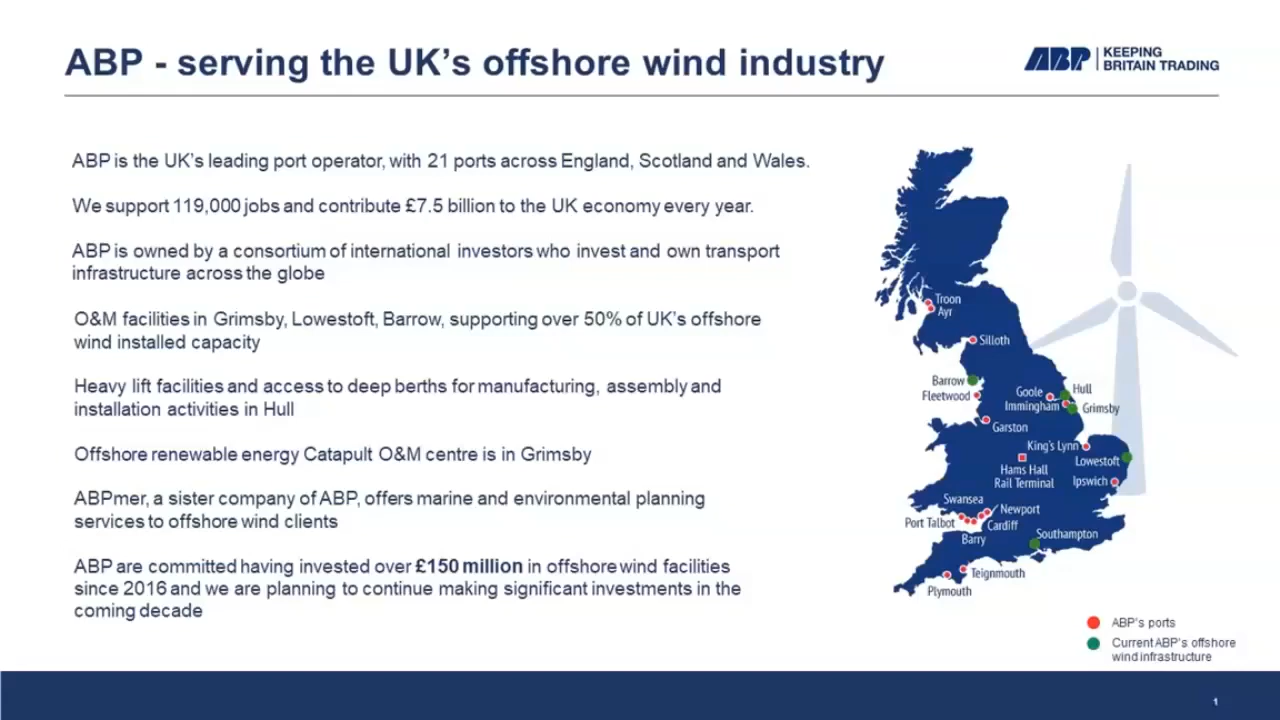 ABP - serving the UK's offshore wind industry
ABP | KEEPING
BRITAIN TRADING
ABP is the UK's leading port operator, with 21 ports across England, Scotland and Wales.
We support 119,000 jobs and contribute £7.5 billion to the UK economy every year.
ABP is owned by a consortium of international investors who invest and own transport
infrastructure across the globe
O&M facilities in Grimsby, Lowestoft, Barrow, supporting over 50% of UK's offshore
wind installed capacity
Heavy lift facilities and access to deep berths for manufacturing, assembly and
installation activities in Hull
Offshore renewable energy Catapult O&M centre is in Grimsby
ABPmer, a sister company of ABP, offers marine and environmental planning
services to offshore wind clients
ABP are committed having invested over £150 million in offshore wind facilities
since 2016 and we are planning to continue making significant investments in the
coming decade
Troon
Ayr
Silloth
Barrow
Fleetwood
Goole
Hull
Immingham
Grimsby
Garston
King's Lynn
Lowestoft
Hams Hall
Rail Terminal
Ipswich
Swansea
Newport
Port Talbot
Cardiff
Barry
Southampton
Teignmouth
Plymouth
ABP's ports
Current ABP's offshore
wind infrastructure
1